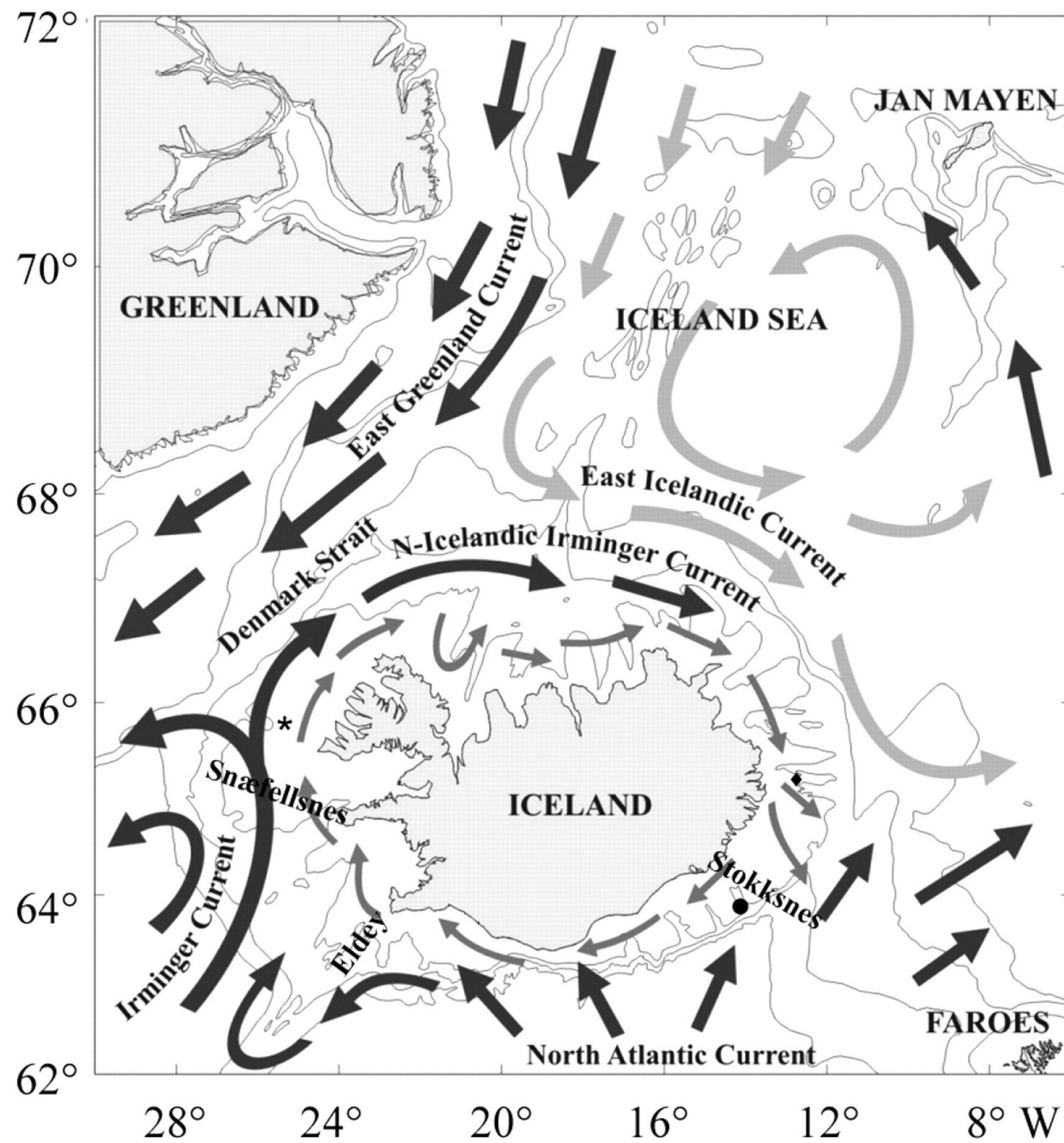 72°
JAN MAYEN
70°
GREENLAND
East Greenland Current
ICELAND SEA
68°
East Icelandic Current
N-Icelandic Irminger Current
Denmark Strait
66°
*
Snæfellsnes
ICELAND
Stokksnes
64°
Irminger Current
Eldey
FAROES
North Atlantic Current
62°
28° 24° 20° 16° 12° 8° W